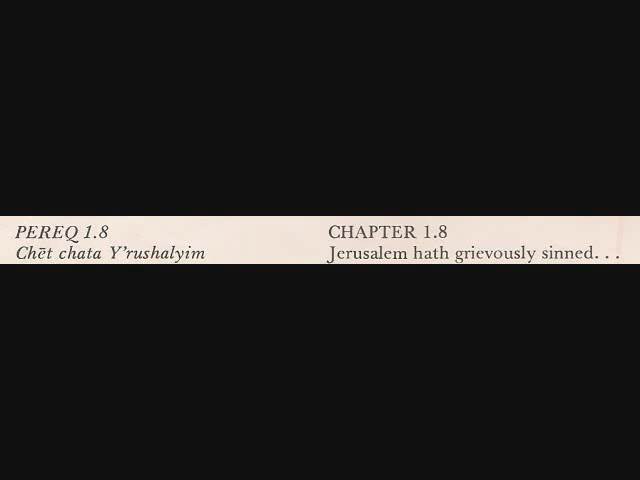 PEREQ 1.8
Chēt chata Y’rushalyim
CHAPTER 1.8
Jerusalem hath grievously sinned. . .